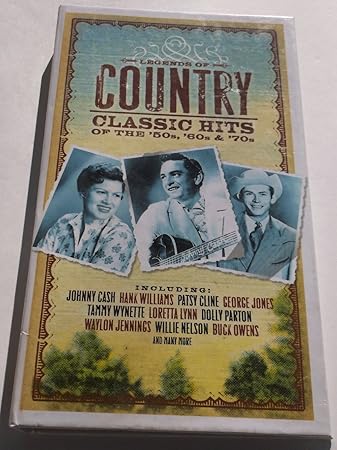 LEGENDS OF
COUNTRY
CLASSIC HITS
OF THE '50s, '60s & '70s
INCLUDING:
JOHNNY CASH HANK WILLIAMS PATSY CLINE GEORGE JONES
TAMMY WYNETTE LORETTA LYNN DOLLY PARTON
WAYLON JENNINGS WILLIE NELSON BUCK OWENS
AND MANY MORE